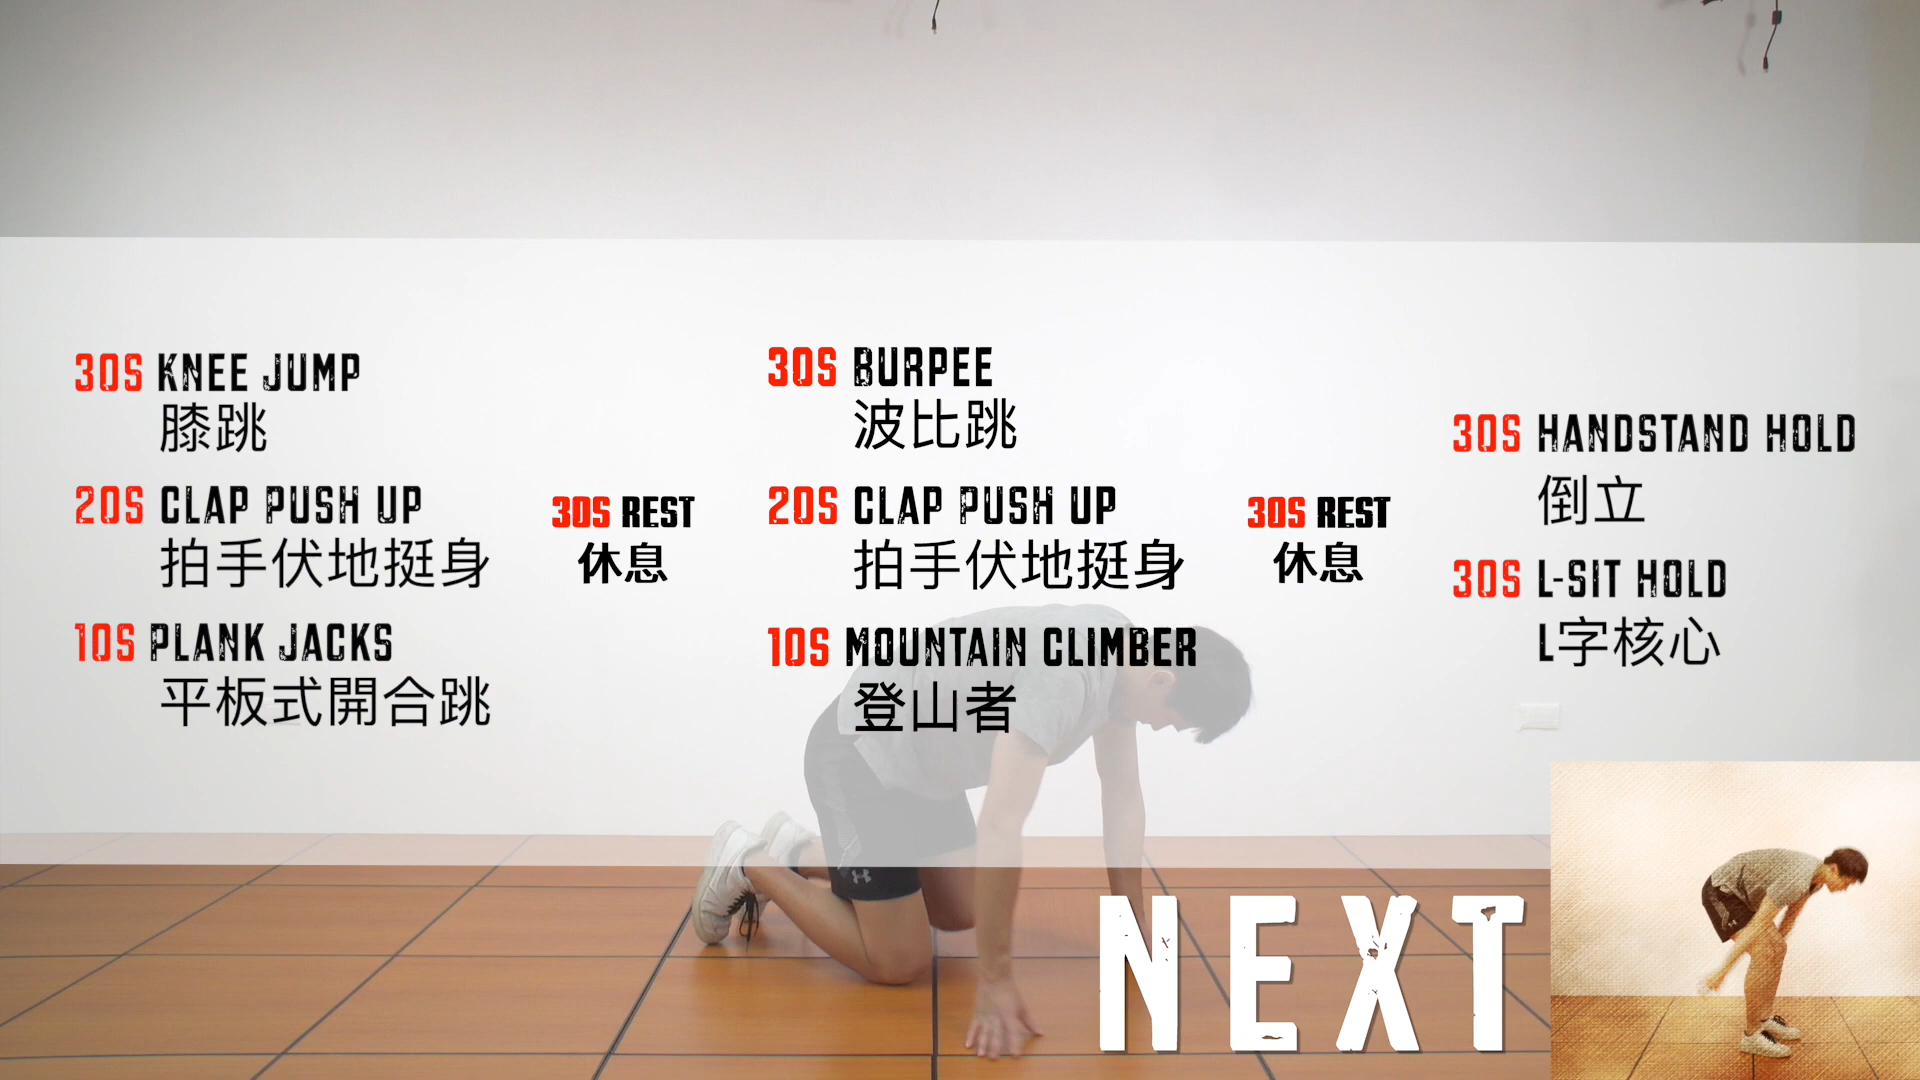 30S KNEE JUMP
膝跳
20S CLAP PUSH UP
拍手伏地挺身
10S PLANK JACKS
平板式開合跳
30S REST
休息
30S BURPEE
波比跳
20S CLAP PUSH UP
拍手伏地挺身
10S MOUNTAIN CLIMBER
登山者
30S REST
休息
30S HANDSTAND HOLD
倒立
30S L-SIT HOLD
L字核心
NEXT